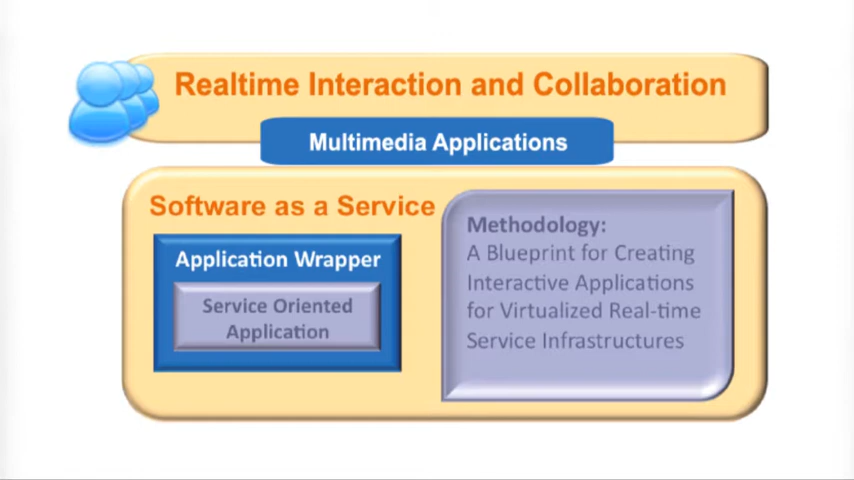 Realtime Interaction and Collaboration
Multimedia Applications
Software as a Service
Application Wrapper
Service Oriented
Application
Methodology:
A Blueprint for Creating
Interactive Applications
for Virtualized Real-time
Service Infrastructures